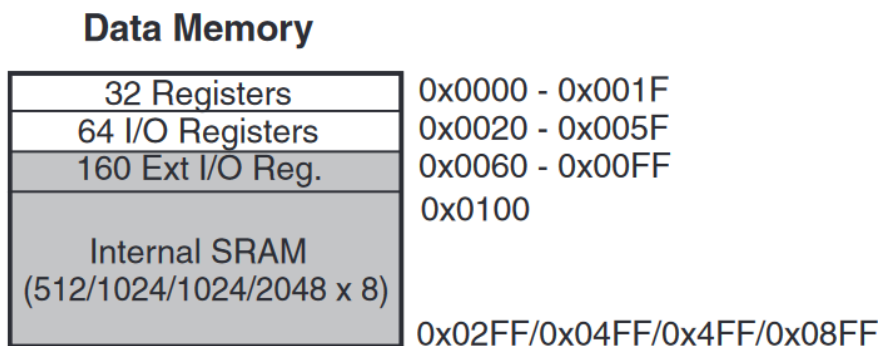 Data Memory
32 Registers 0x0000 - 0x001F
64 I/O Registers 0x0020 - 0x005F
160 Ext I/O Reg. 0x0060 - 0x00FF
0x0100
Internal SRAM
(512/1024/1024/2048 x 8)
0x02FF/0x04FF/0x4FF/0x08FF